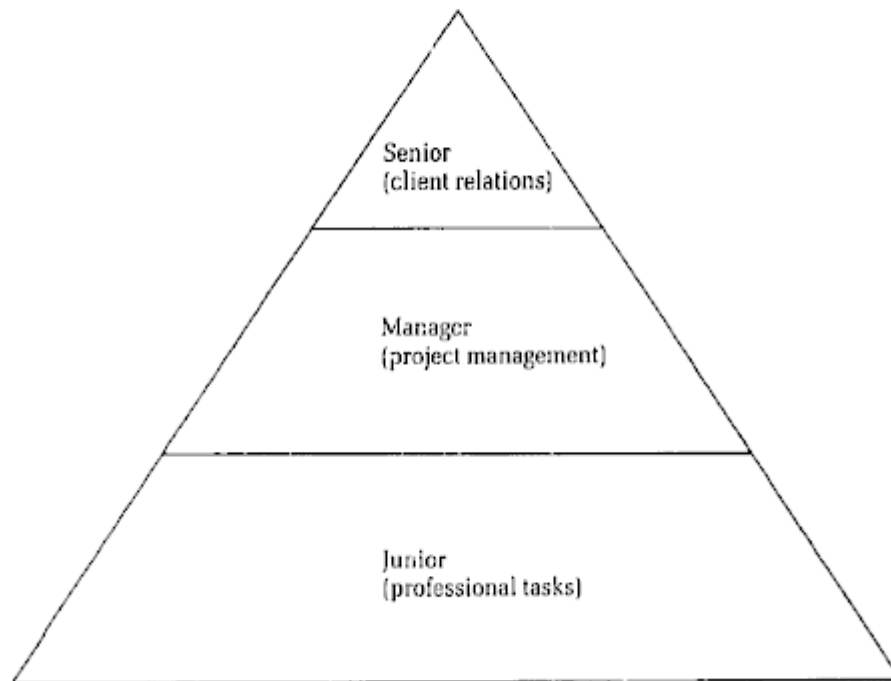 Senior
(client relations)
Manager
(project management)
Junior
(professional tasks)